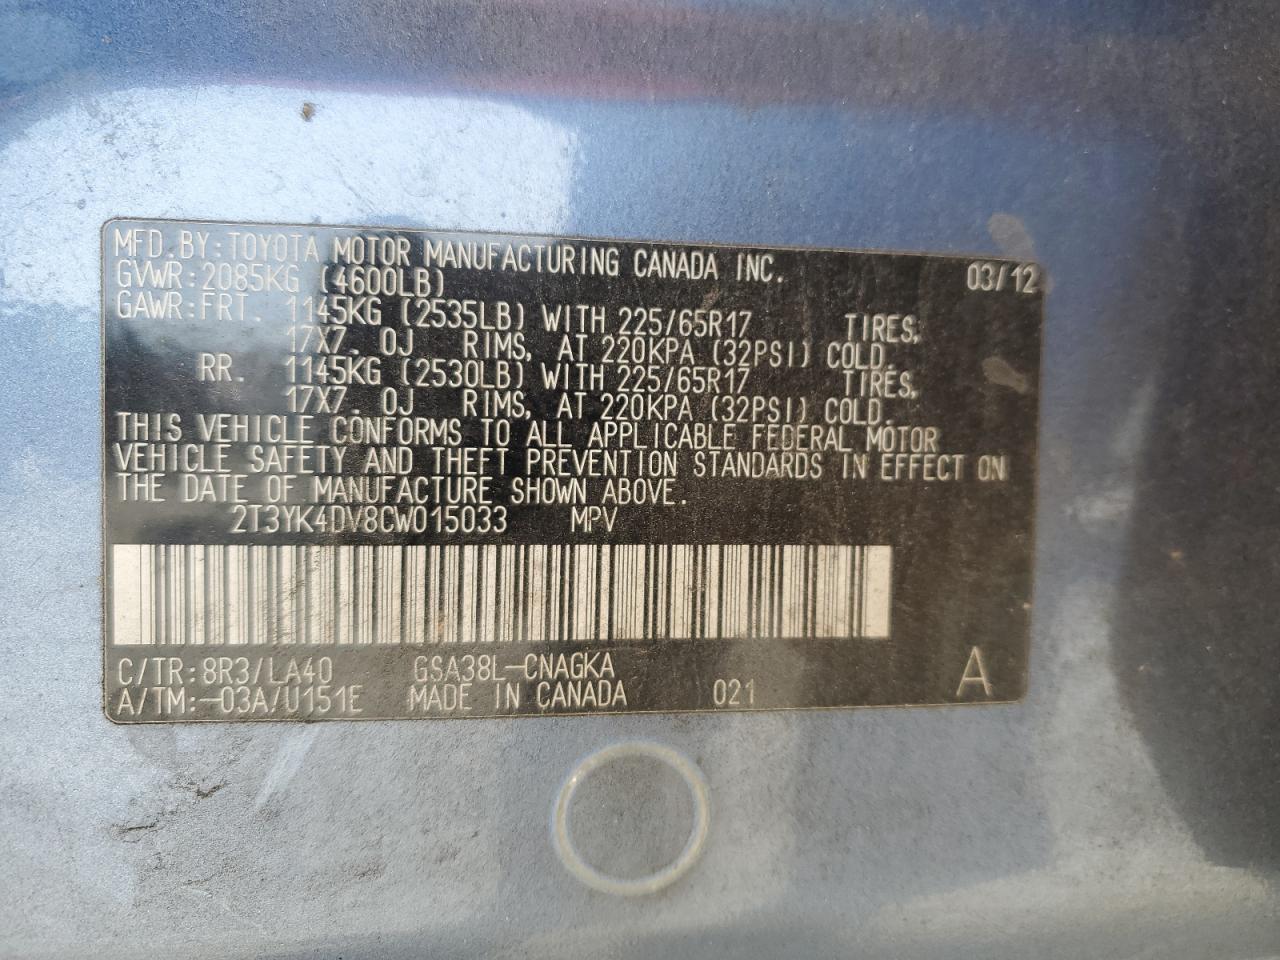 MFD.BY:TOYOTA MOTOR MANUFACTURING CANADA INC. 03/12
GVWR:2085KG (4600LB)
GAWR:FRT. 1145KG (2535LB) WITH 225/65R17 TIRES,
17X7.0J RIMS, AT 220KPA (32PSI) COLD.
RR. 1145KG (2530LB) WITH 225/65R17 TIRES,
17X7.0J RIMS, AT 220KPA (32PSI) COLD.
THIS VEHICLE CONFORMS TO ALL APPLICABLE FEDERAL MOTOR
VEHICLE SAFETY AND THEFT PREVENTION STANDARDS IN EFFECT ON
THE DATE OF MANUFACTURE SHOWN ABOVE.
2T3YK4DV8CW015033 MPV
C/TR:8R3/LA40 GSA38L-CNAGKA
A/TM:-03A/U151E MADE IN CANADA 021 A